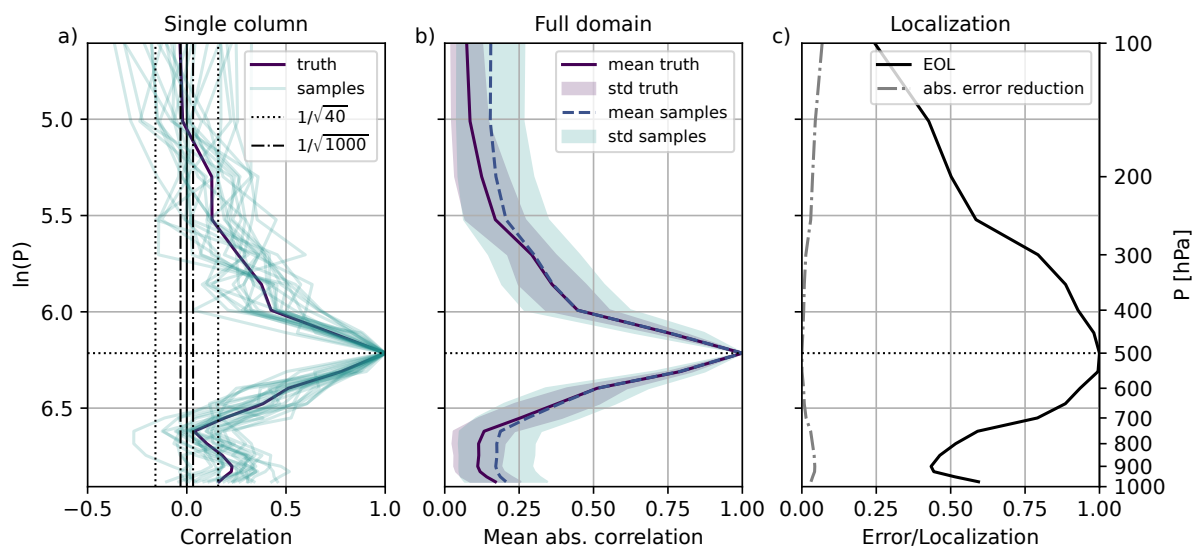 Single column
Full domain
Localization
a)
b)
c)
truth
samples
1/√40
1/√1000
mean truth
std truth
mean samples
std samples
EOL
abs. error reduction
5.0
5.5
6.0
6.5
ln(P)
100
200
300
400
500
600
700
800
900
1000
P [hPa]
−0.5 0.0 0.5 1.0
0.00 0.25 0.50 0.75 1.00
0.00 0.25 0.50 0.75 1.00
Correlation
Mean abs. correlation
Error/Localization